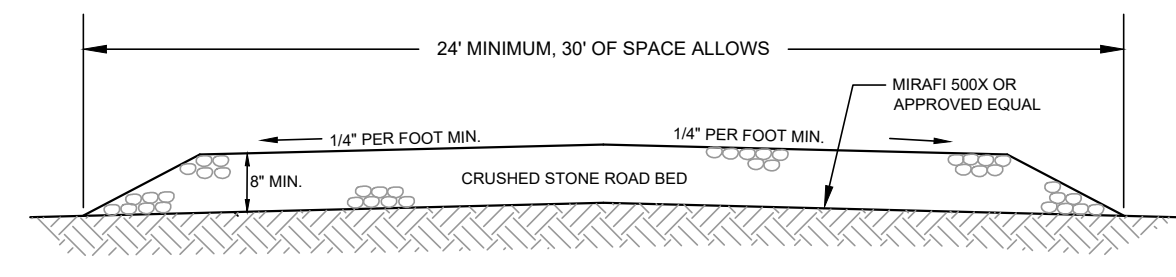 24' MINIMUM, 30' OF SPACE ALLOWS
MIRAFI 500X OR
APPROVED EQUAL
1/4" PER FOOT MIN.
1/4" PER FOOT MIN.
8" MIN.
CRUSHED STONE ROAD BED